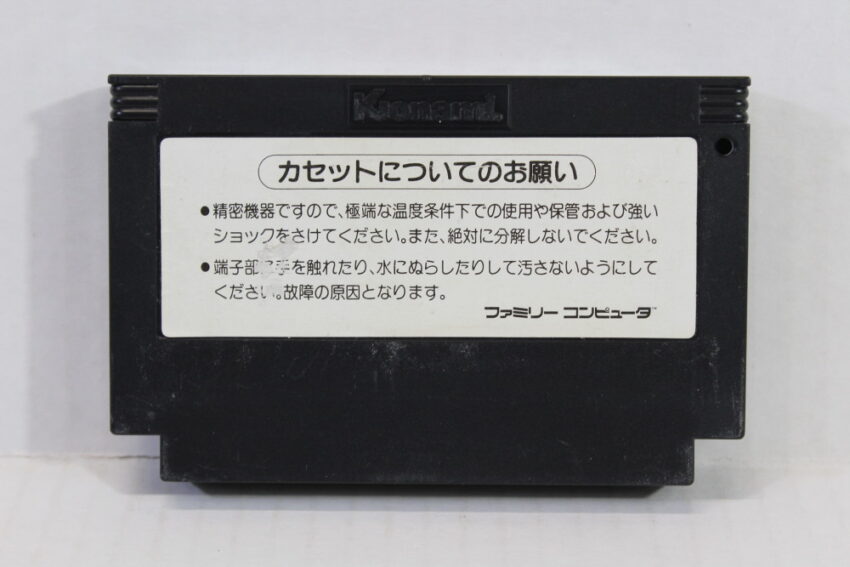 Konami
カセットについてのお願い
●精密機器ですので、極端な温度条件下での使用や保管および強い
ショックをさけてください。また、絶対に分解しないでください。
●端子部 手を触れたり、水にぬらしたりして汚さないようにして
ください。故障の原因となります。
ファミリー コンピュータ™